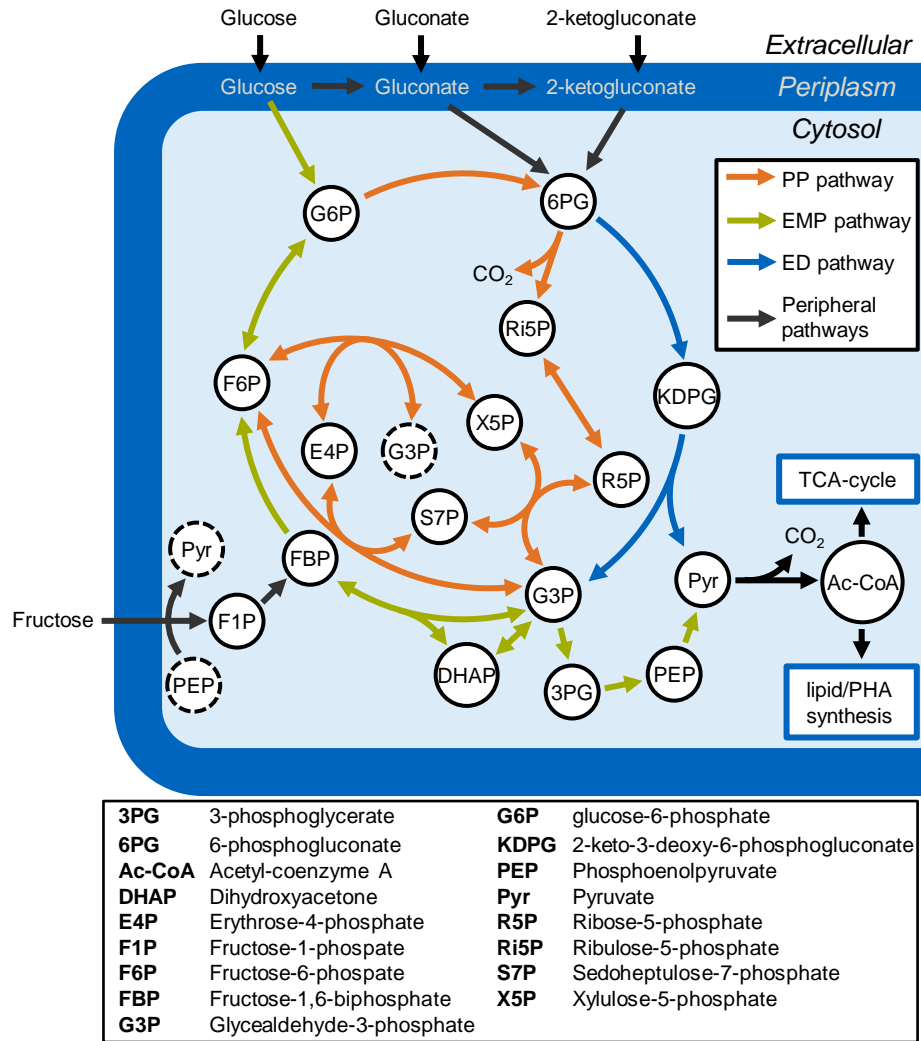 Glucose Gluconate 2-ketogluconate
Extracellular
Glucose Gluconate 2-ketogluconate Periplasm
Cytosol
PP pathway
EMP pathway
ED pathway
Peripheral
pathways
G6P
6PG
CO2
Ri5P
F6P
KDPG
X5P
E4P
G3P
R5P
TCA-cycle
S7P
CO2
Pyr
FBP
Pyr
Ac-CoA
G3P
Fructose
F1P
DHAP
PEP
PEP
3PG
lipid/PHA
synthesis
3PG 3-phosphoglycerate G6P glucose-6-phosphate
6PG 6-phosphogluconate KDPG 2-keto-3-deoxy-6-phosphogluconate
Ac-CoA Acetyl-coenzyme A PEP Phosphoenolpyruvate
DHAP Dihydroxyacetone Pyr Pyruvate
E4P Erythrose-4-phosphate R5P Ribose-5-phosphate
F1P Fructose-1-phospate Ri5P Ribulose-5-phosphate
F6P Fructose-6-phospate S7P Sedoheptulose-7-phosphate
FBP Fructose-1,6-biphosphate X5P Xylulose-5-phosphate
G3P Glycealdehyde-3-phosphate